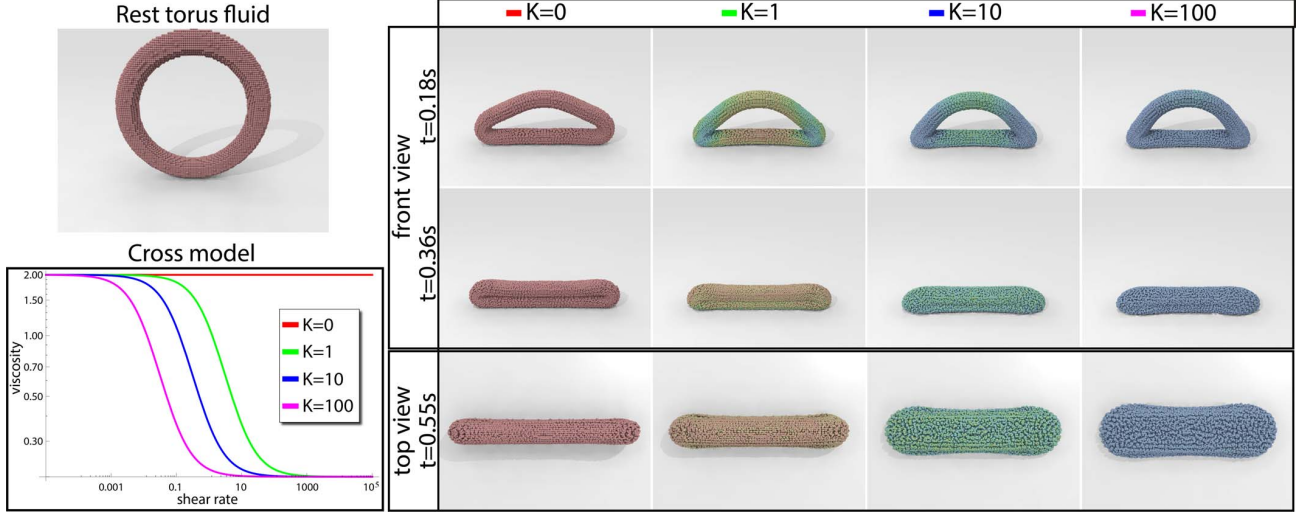 Rest torus fluid
K=0
K=1
K=10
K=100
front view
t=0.18s
t=0.36s
top view
t=0.55s
Cross model
viscosity
2.00
1.50
1.00
0.70
0.50
0.30
K=0
K=1
K=10
K=100
0.001
0.1
10
1000
10⁵
shear rate